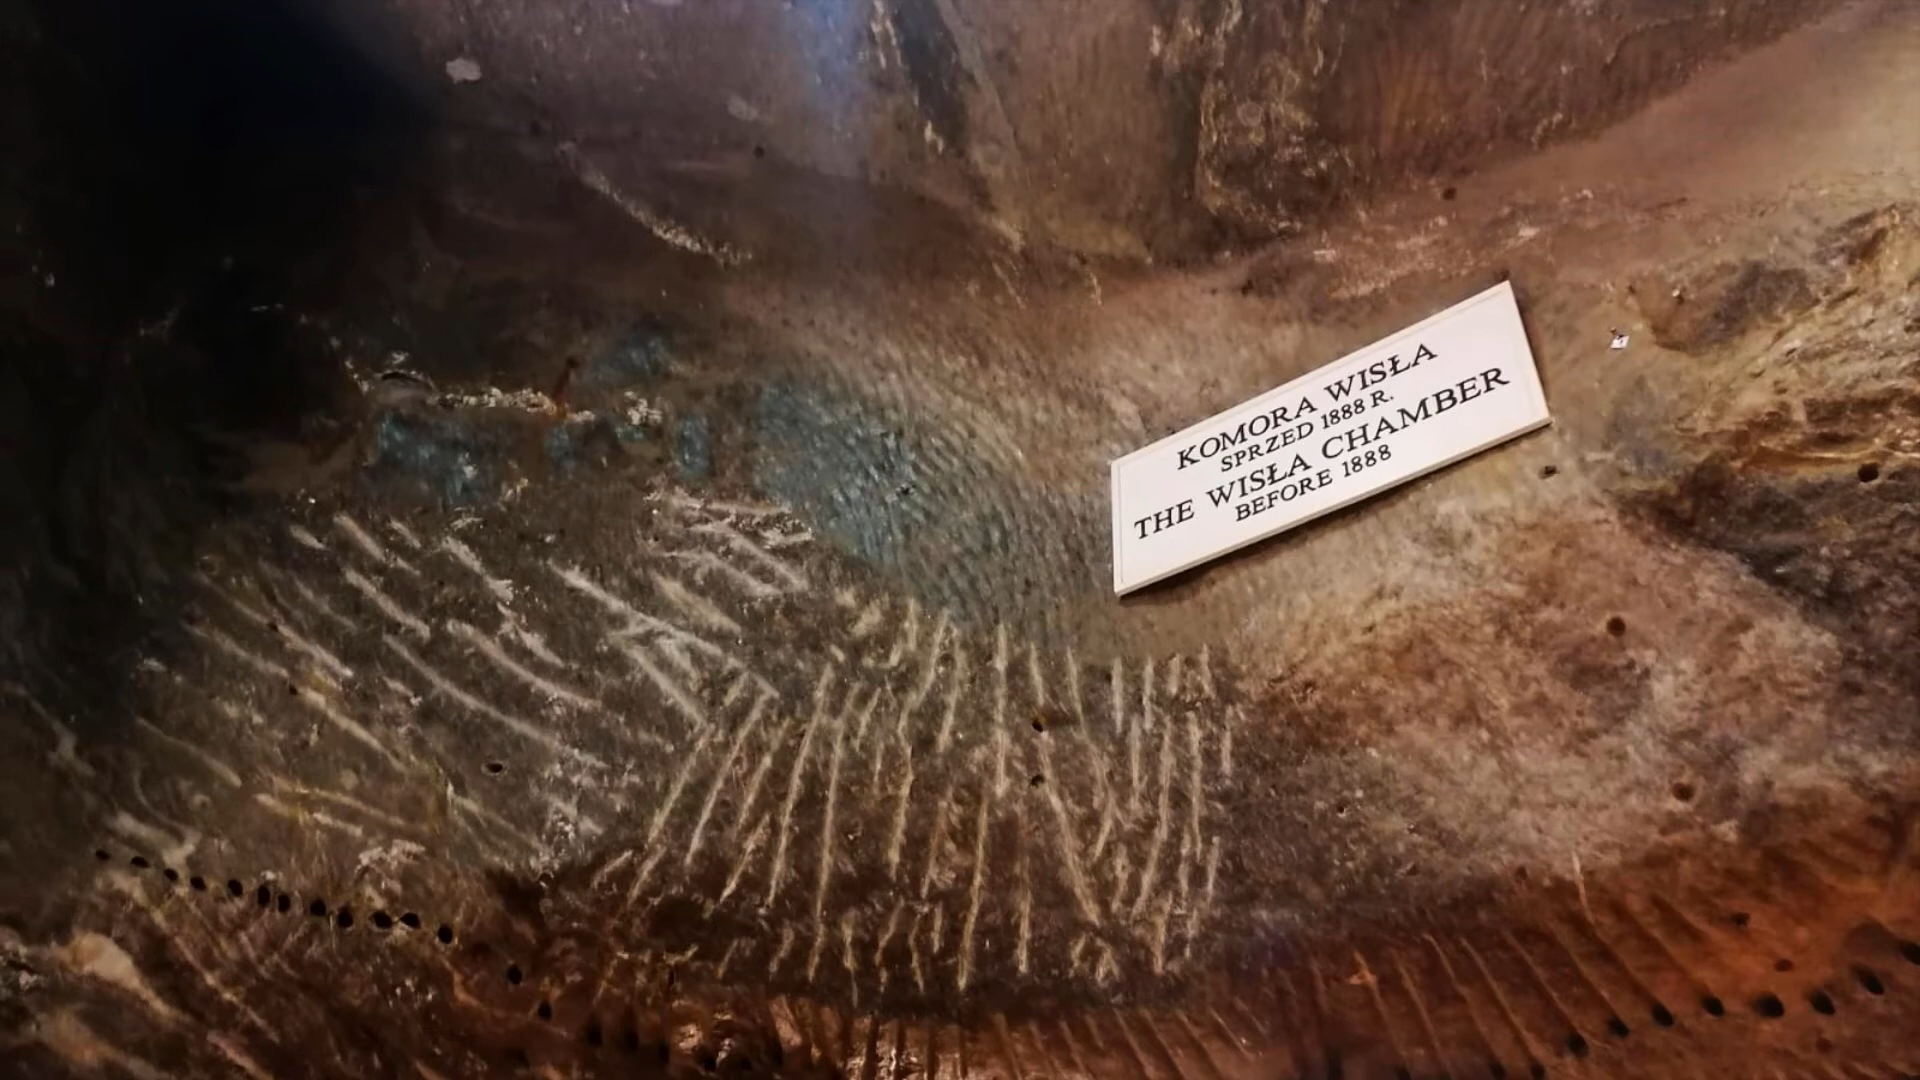 KOMORA WISŁA
SPRZED 1888 R.
THE WISŁA CHAMBER
BEFORE 1888